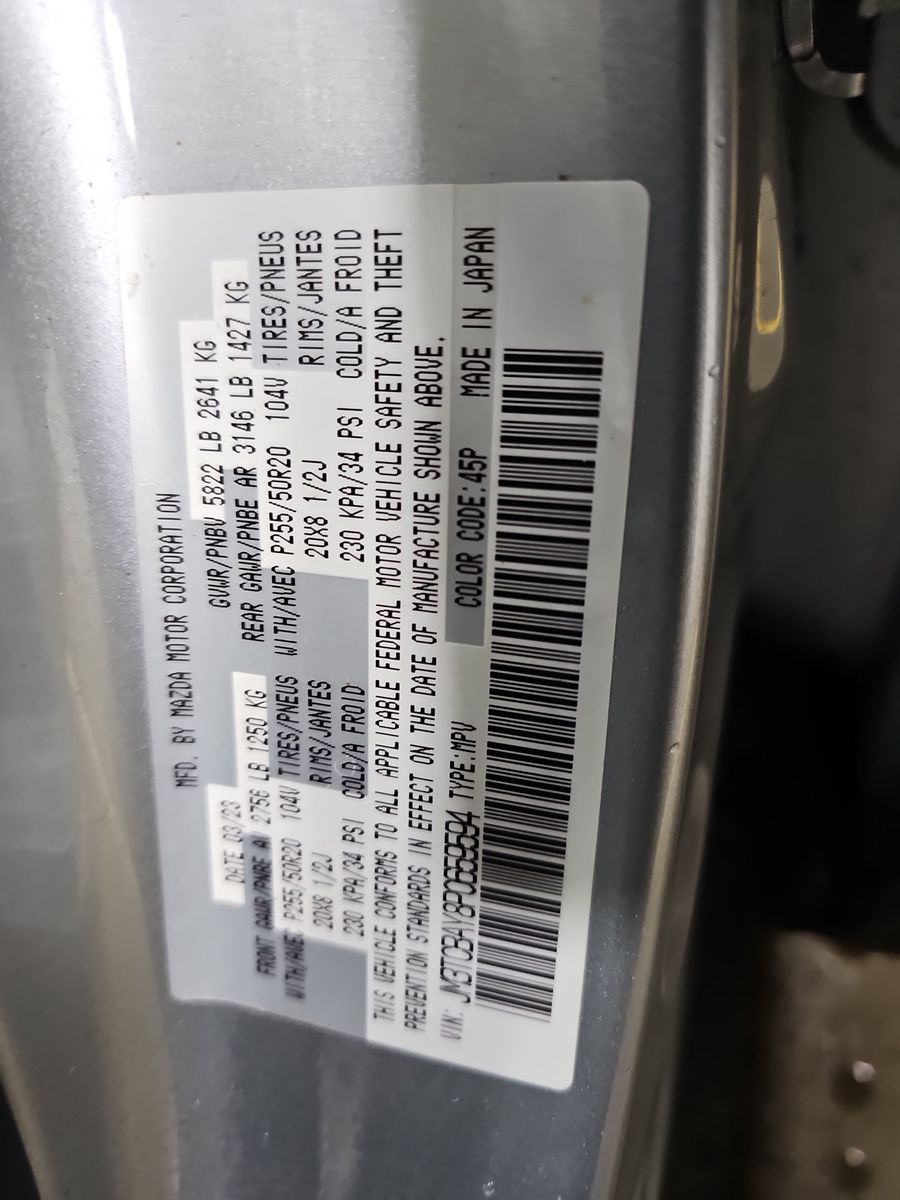 MFD. BY MAZDA MOTOR CORPORATION
DATE 03/23 GVWR/PNBV 5822 LB 2641 KG
FRONT GAWR/PNBE AV 2756 LB 1250 KG REAR GAWR/PNBE AR 3146 LB 1427 KG
WITH/AVEC P255/50R20 104V TIRES/PNEUS WITH/AVEC P255/50R20 104V TIRES/PNEUS
20X8 1/2J RIMS/JANTES 20X8 1/2J RIMS/JANTES
230 KPA/34 PSI COLD/A FROID 230 KPA/34 PSI COLD/A FROID
THIS VEHICLE CONFORMS TO ALL APPLICABLE FEDERAL MOTOR VEHICLE SAFETY AND THEFT
PREVENTION STANDARDS IN EFFECT ON THE DATE OF MANUFACTURE SHOWN ABOVE.
VIN: JM3TCBAY8P0659594 TYPE:MPV COLOR CODE:45P MADE IN JAPAN